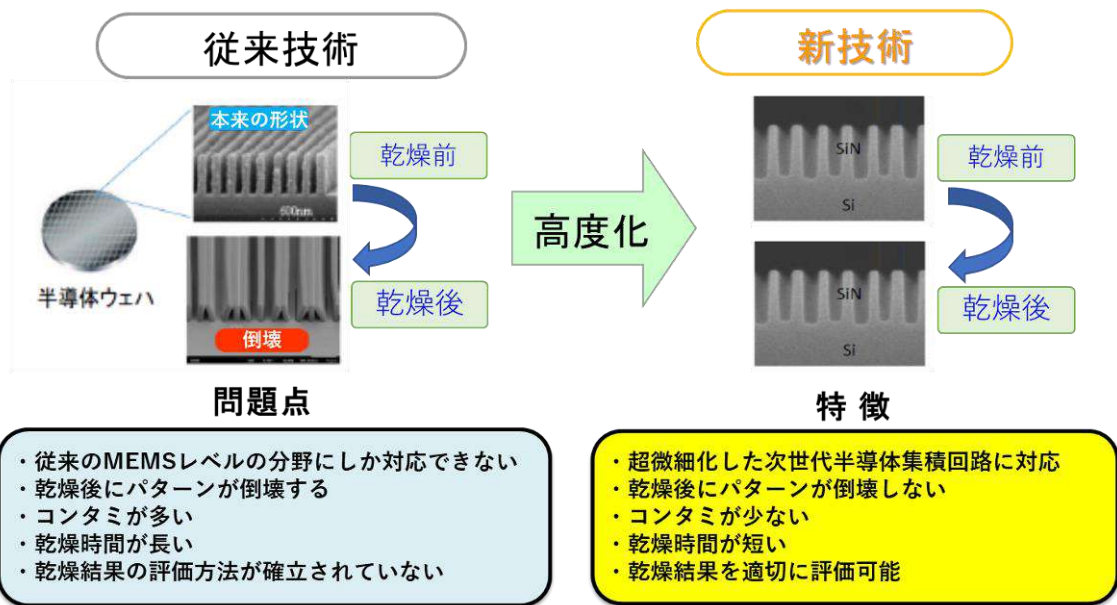 従来技術
新技術
本来の形状
600nm
半導体ウェハ
倒壊
乾燥前
乾燥後
高度化
SiN
Si
SiN
Si
乾燥前
乾燥後
問題点
・従来のMEMSレベルの分野にしか対応できない
・乾燥後にパターンが倒壊する
・コンタミが多い
・乾燥時間が長い
・乾燥結果の評価方法が確立されていない
特 徴
・超微細化した次世代半導体集積回路に対応
・乾燥後にパターンが倒壊しない
・コンタミが少ない
・乾燥時間が短い
・乾燥結果を適切に評価可能